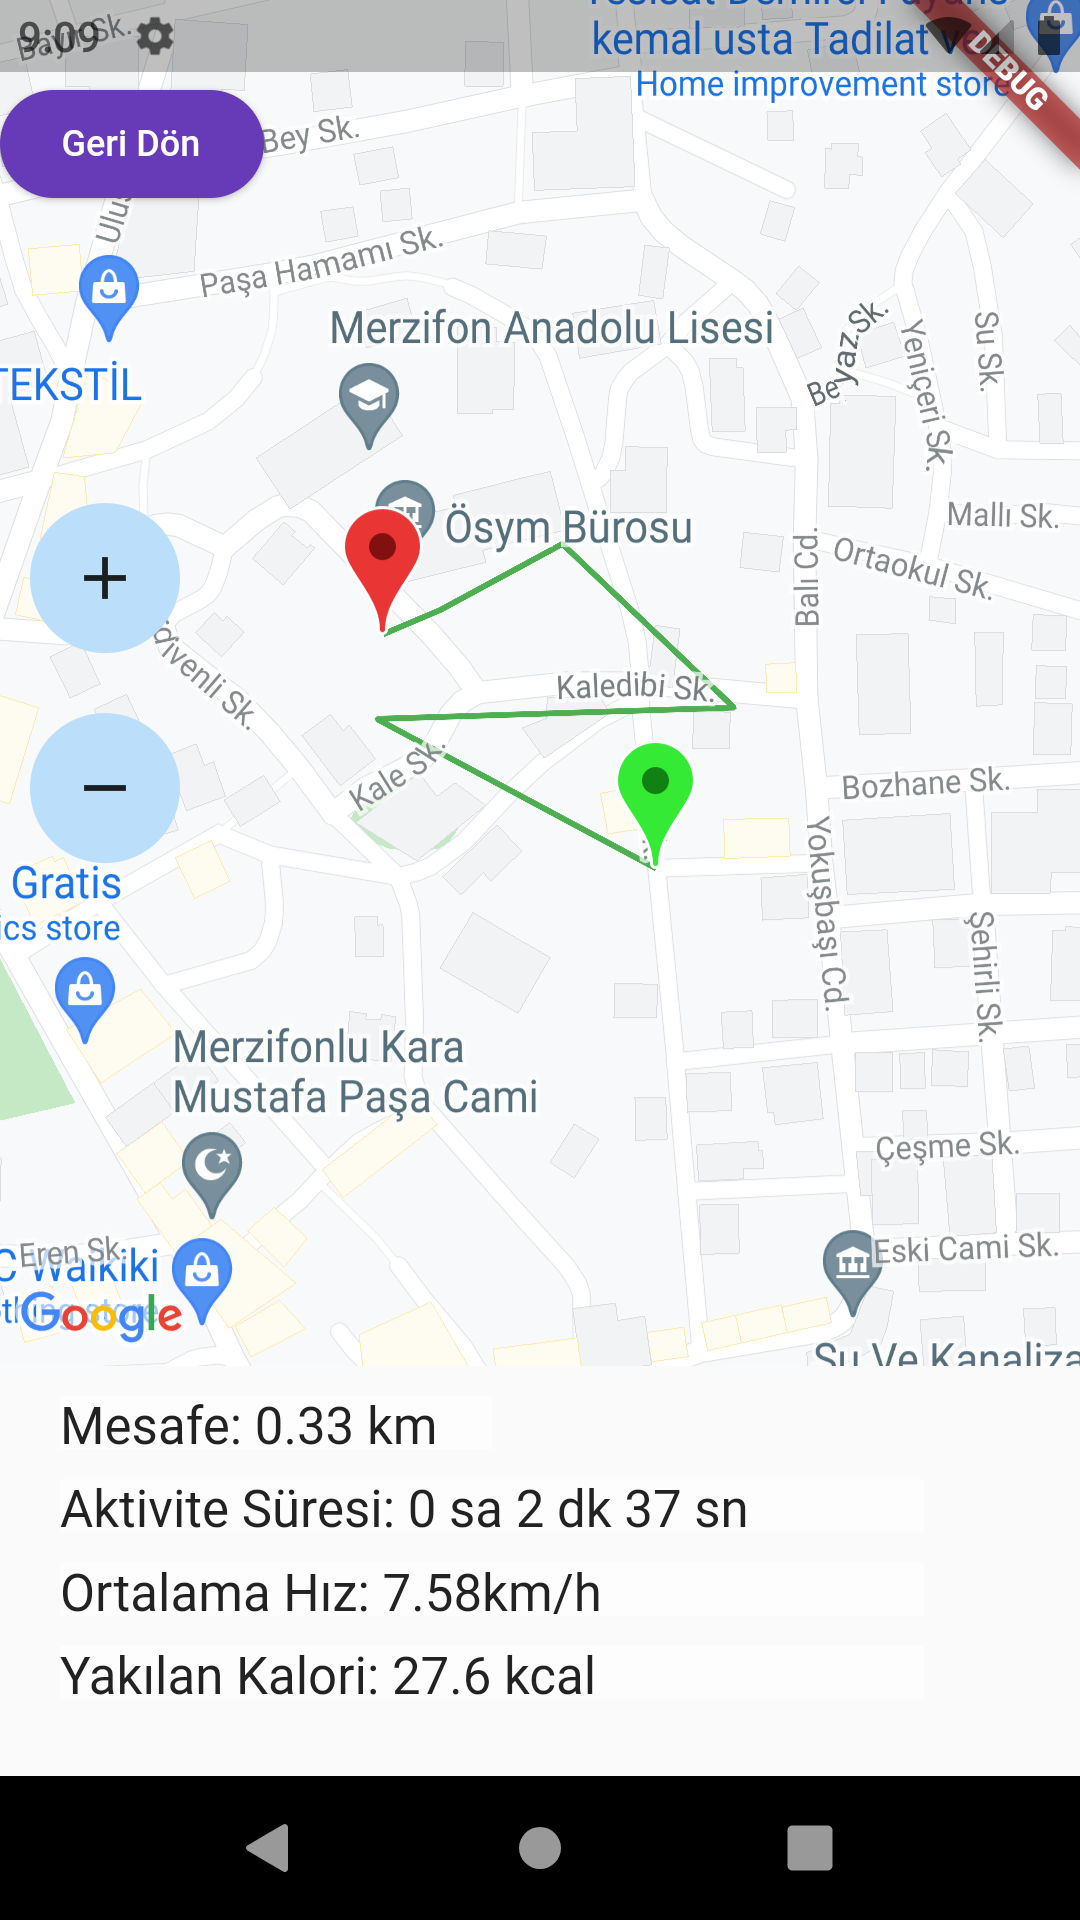 9:09
Bayır Sk.
kemal usta Tadilat ve
Home improvement store
DEBUG
Geri Dön
Bey Sk.
Paşa Hamamı Sk.
Merzifon Anadolu Lisesi
TEKSTİL
Beyaz Sk.
Yeniçeri Sk.
Su Sk.
Ösym Bürosu
Mallı Sk.
Ortaokul Sk.
Balı Cd.
+
Kaledibi Sk.
−
Kale Sk.
Bozhane Sk.
Yokuşbaşı Cd.
Gratis
ics store
Şehirli Sk.
Merzifonlu Kara
Mustafa Paşa Cami
Çeşme Sk.
Eren Sk.
C Waikiki
Eski Cami Sk.
Google
Su Ve Kanaliza
Mesafe: 0.33 km
Aktivite Süresi: 0 sa 2 dk 37 sn
Ortalama Hız: 7.58km/h
Yakılan Kalori: 27.6 kcal